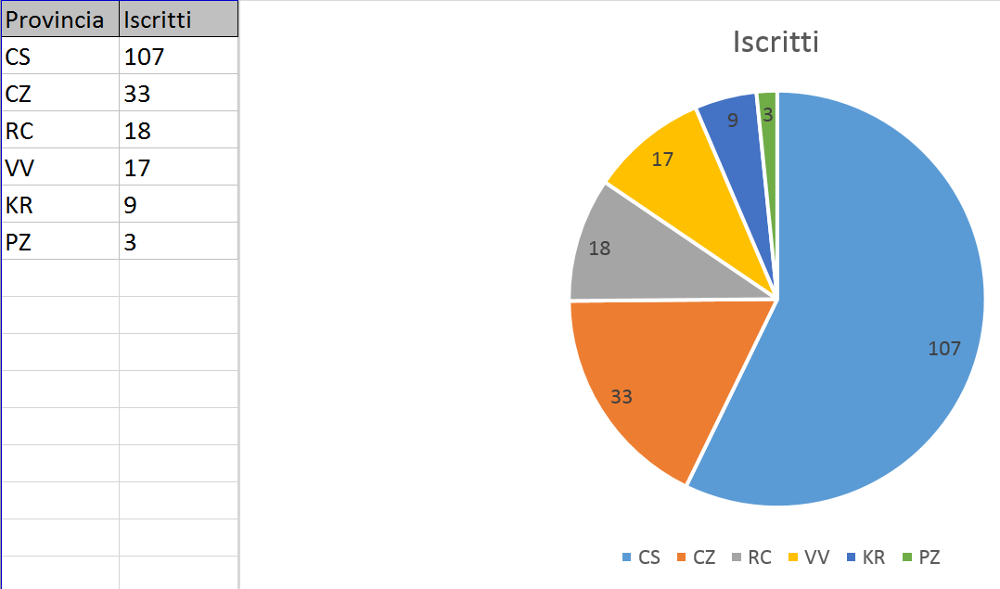 Provincia Iscritti
CS 107
CZ 33
RC 18
VV 17
KR 9
PZ 3
Iscritti
3
9
17
18
107
33
CS CZ RC VV KR PZ